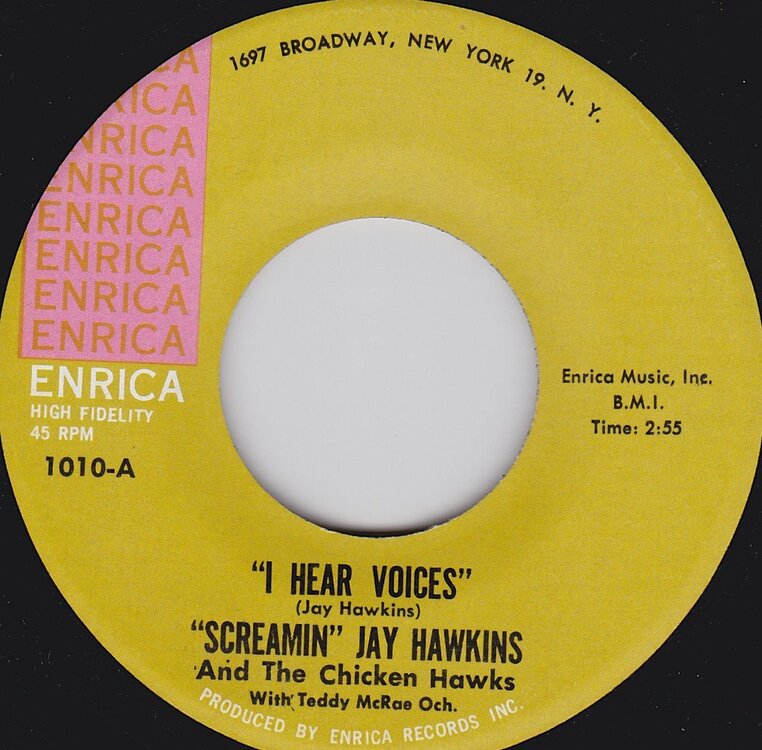 1697 BROADWAY, NEW YORK 19. N. Y.
ENRICA
ENRICA
ENRICA
ENRICA
ENRICA
ENRICA
HIGH FIDELITY
45 RPM
1010-A
Enrica Music, Inc.
B.M.I.
Time: 2:55
"I HEAR VOICES"
(Jay Hawkins)
"SCREAMIN" JAY HAWKINS
And The Chicken Hawks
With Teddy McRae Och.
PRODUCED BY ENRICA RECORDS INC.